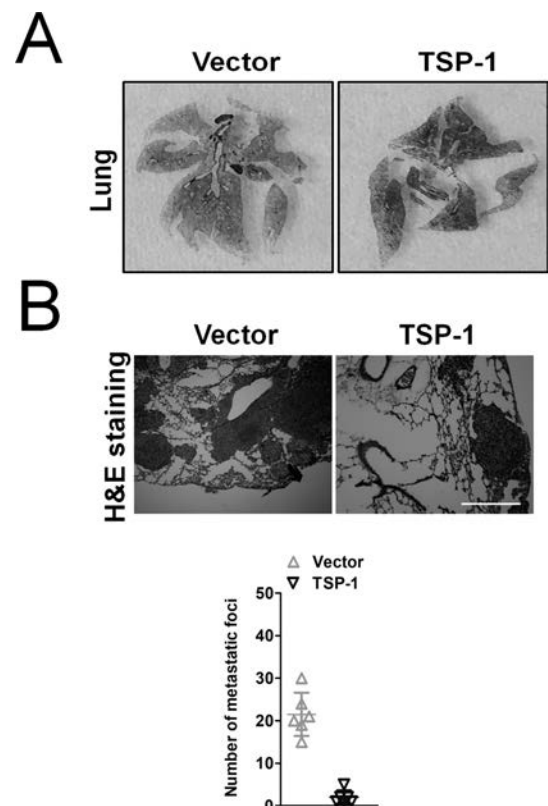 A
Vector TSP-1
Lung
B
Vector TSP-1
H&E staining
Vector
TSP-1
Number of metastatic foci
50
40
30
20
10
0